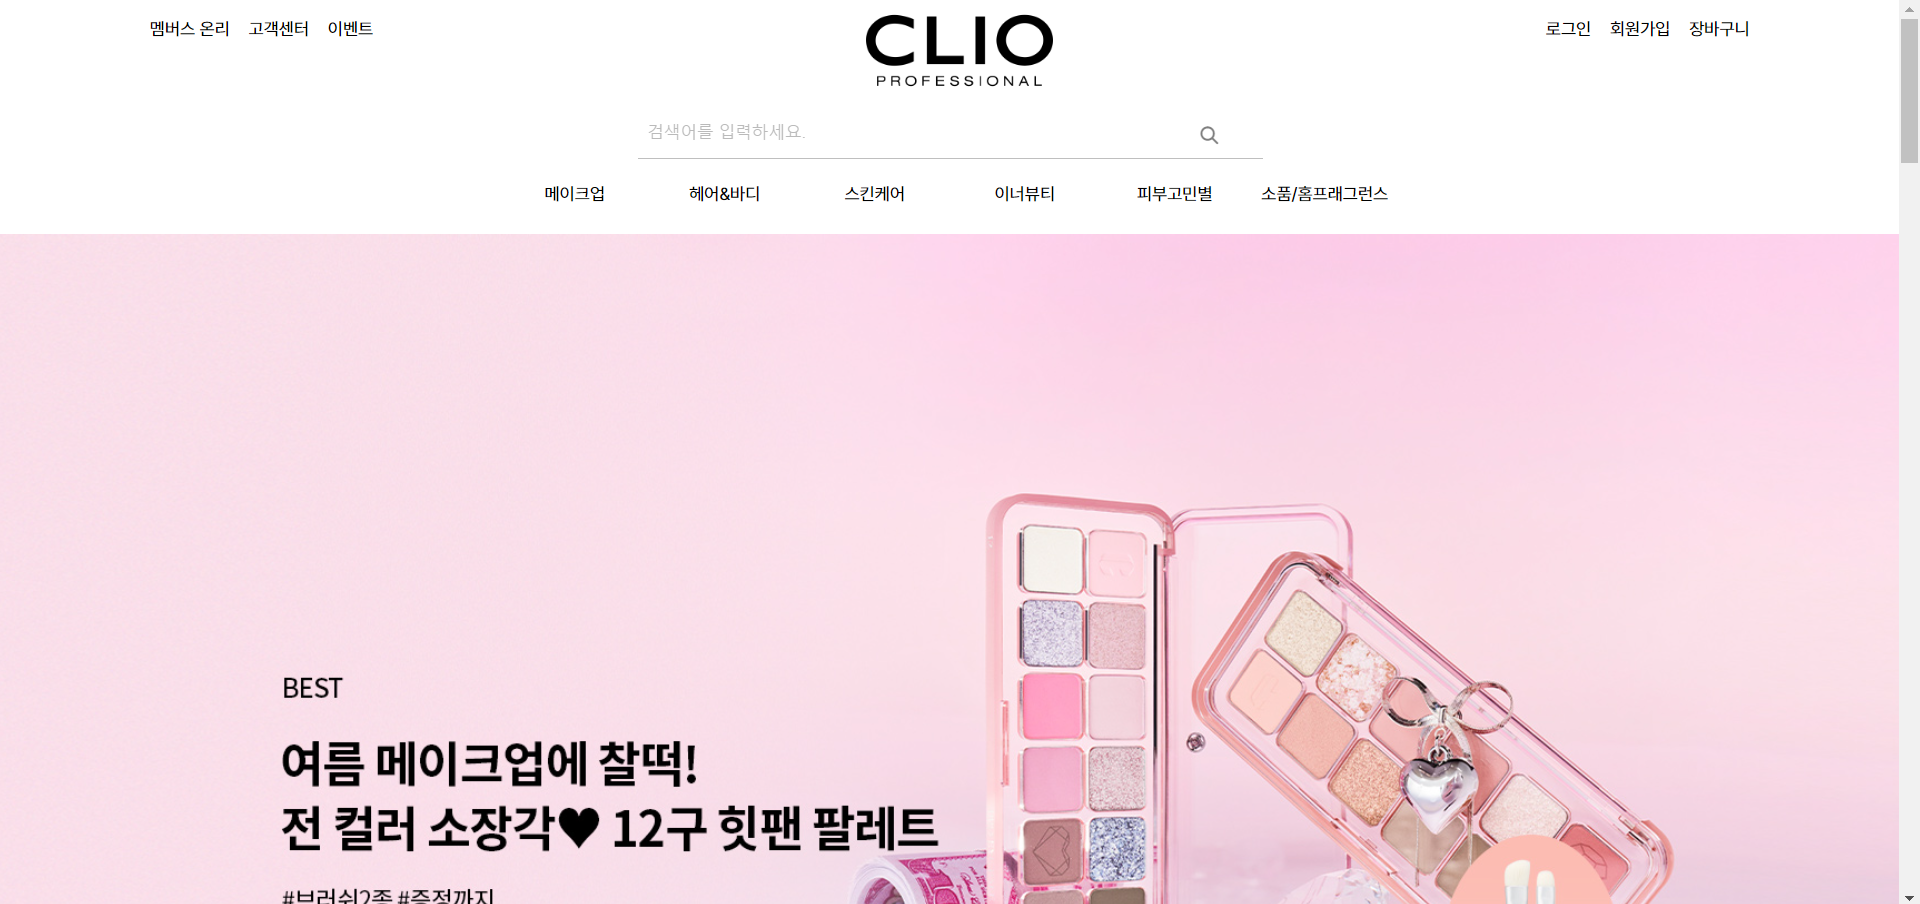 멤버스 온리 고객센터 이벤트
CLIO
PROFESSIONAL
로그인 회원가입 장바구니
검색어를 입력하세요.
메이크업 헤어&바디 스킨케어 이너뷰티 피부고민별 소품/홈프래그런스
BEST
여름 메이크업에 찰떡!
전 컬러 소장각♥ 12구 힛팬 팔레트
#브러쉬2종 #증정까지